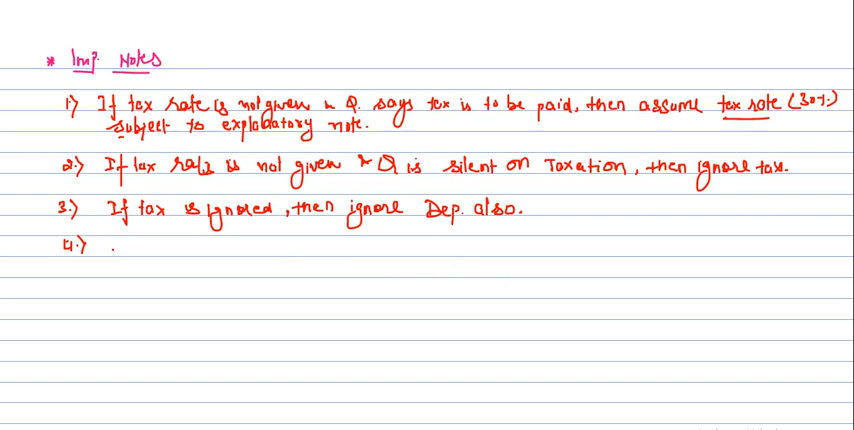 * Imp. Notes
1.) If tax rate is not given & Q. says tax is to be paid, then assume tax rate (30%)
subject to explanatory note.
2.) If tax rate is not given & Q is silent on Taxation, then ignore tax.
3.) If tax is ignored, then ignore Dep. also.
4.) .